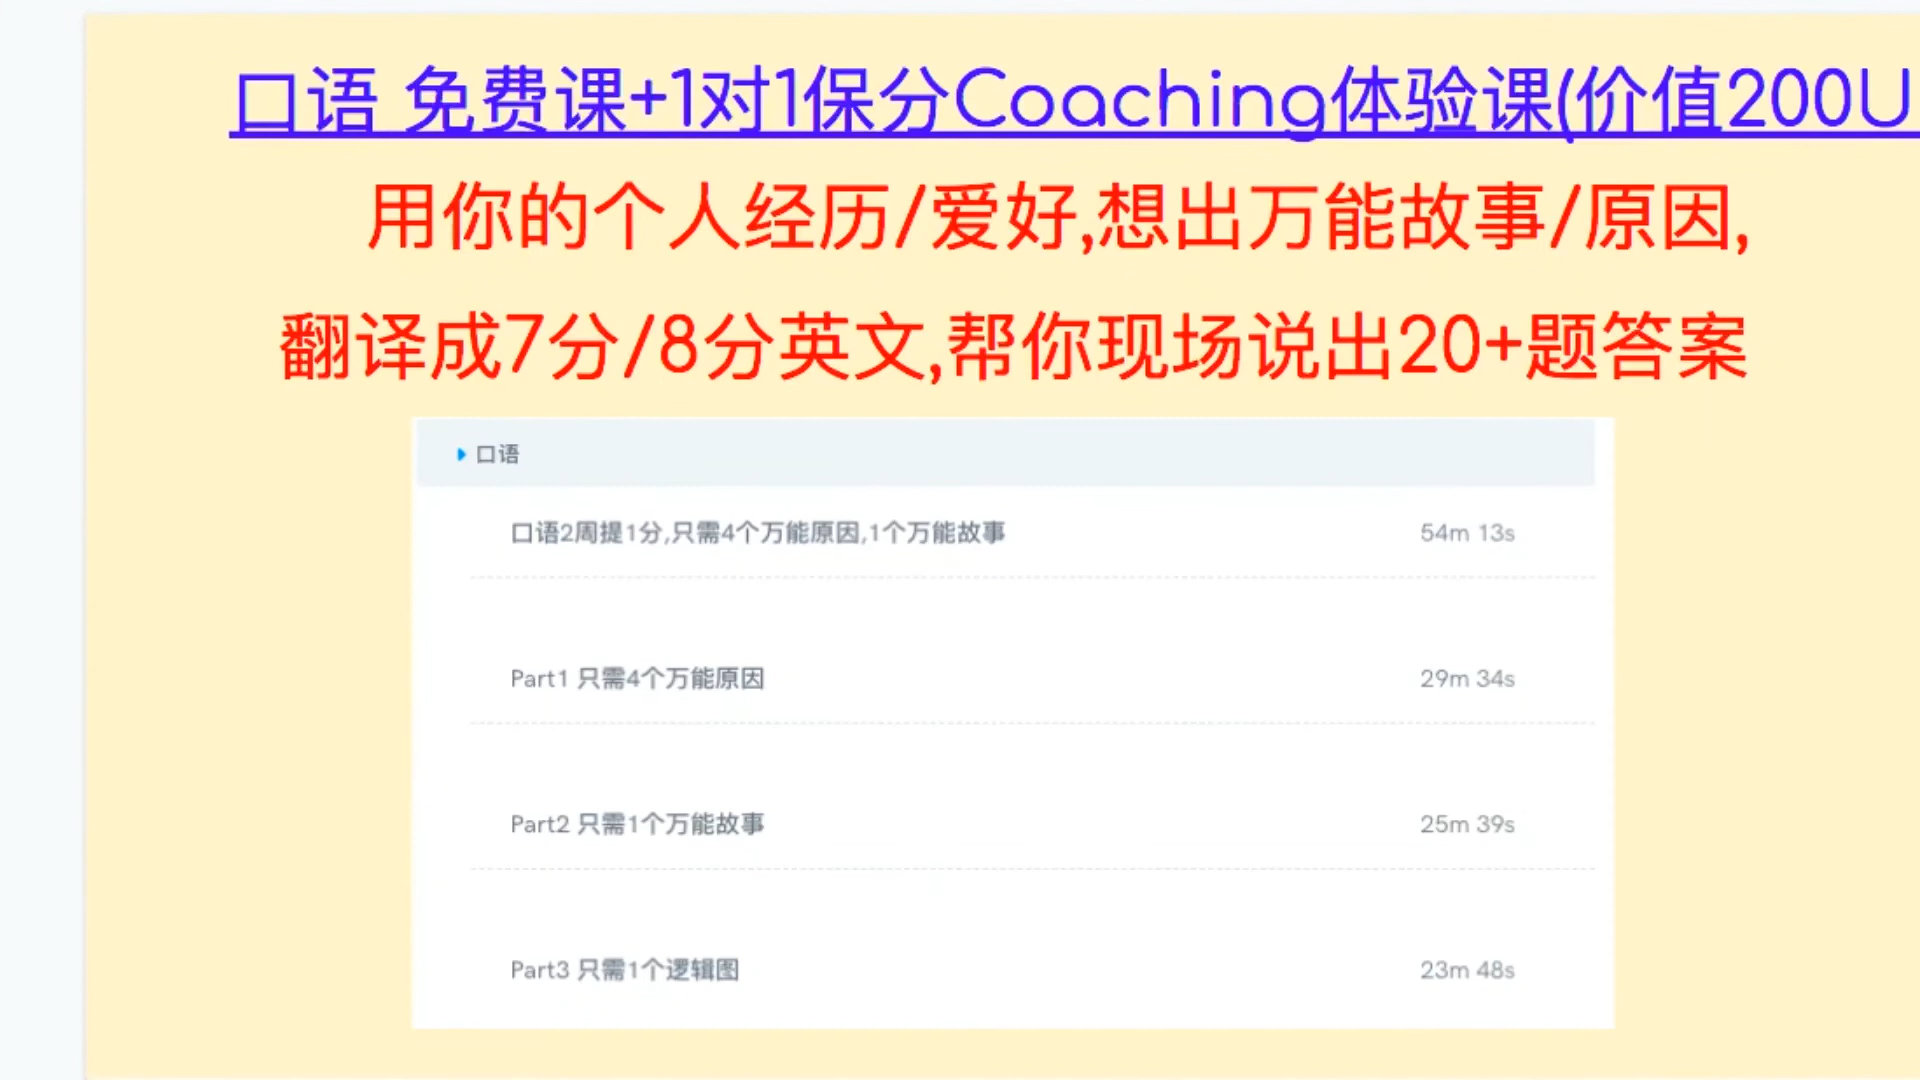 口语 免费课+1对1保分Coaching体验课(价值200U
用你的个人经历/爱好,想出万能故事/原因,
翻译成7分/8分英文,帮你现场说出20+题答案
口语
口语2周提1分,只需4个万能原因,1个万能故事 54m 13s
Part1 只需4个万能原因 29m 34s
Part2 只需1个万能故事 25m 39s
Part3 只需1个逻辑图 23m 48s